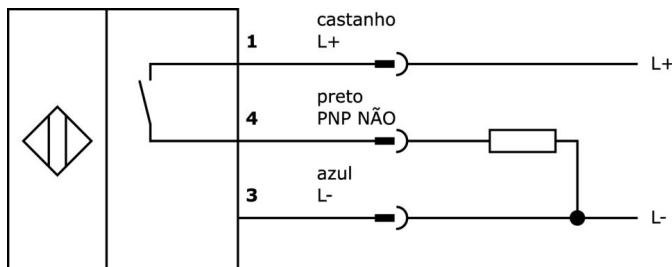 castanho
1 L+
L+
preto
4 PNP NÃO
azul
3 L-
L-